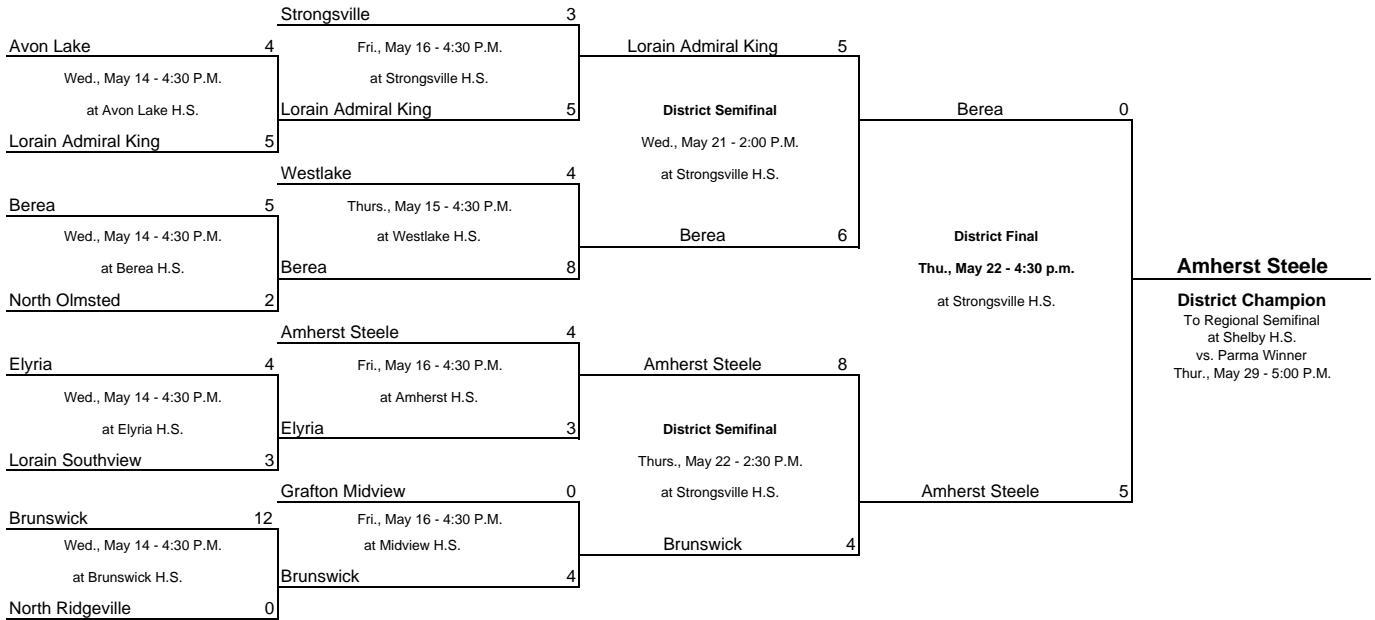 Strongsville 3
Avon Lake 4
Fri., May 16 - 4:30 P.M.
Lorain Admiral King 5
Wed., May 14 - 4:30 P.M.
at Strongsville H.S.
at Avon Lake H.S.
Lorain Admiral King 5
District Semifinal
Berea 0
Lorain Admiral King 5
Wed., May 21 - 2:00 P.M.
Westlake 4
at Strongsville H.S.
Berea 5
Thurs., May 15 - 4:30 P.M.
Wed., May 14 - 4:30 P.M.
at Westlake H.S.
Berea 6
District Final
at Berea H.S.
Berea 8
Thu., May 22 - 4:30 p.m.
Amherst Steele
North Olmsted 2
at Strongsville H.S.
District Champion
To Regional Semifinal
at Shelby H.S.
vs. Parma Winner
Thur., May 29 - 5:00 P.M.
Amherst Steele 4
Elyria 4
Fri., May 16 - 4:30 P.M.
Amherst Steele 8
Wed., May 14 - 4:30 P.M.
at Amherst H.S.
at Elyria H.S.
Elyria 3
District Semifinal
Lorain Southview 3
Thurs., May 22 - 2:30 P.M.
Grafton Midview 0
at Strongsville H.S.
Amherst Steele 5
Brunswick 12
Fri., May 16 - 4:30 P.M.
Wed., May 14 - 4:30 P.M.
at Midview H.S.
Brunswick 4
at Brunswick H.S.
Brunswick 4
North Ridgeville 0